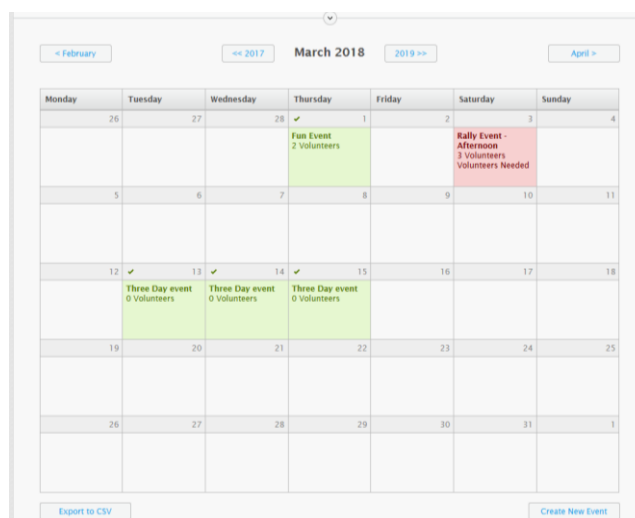 < February
<< 2017
March 2018
2019 >>
April >
Monday Tuesday Wednesday Thursday Friday Saturday Sunday
26 27 28 ✔ 1 2 3 4
Fun Event
2 Volunteers
Rally Event -
Afternoon
3 Volunteers
Volunteers Needed
5 6 7 8 9 10 11
12 ✔ 13 ✔ 14 ✔ 15 16 17 18
Three Day event
0 Volunteers
Three Day event
0 Volunteers
Three Day event
0 Volunteers
19 20 21 22 23 24 25
26 27 28 29 30 31 1
Export to CSV
Create New Event